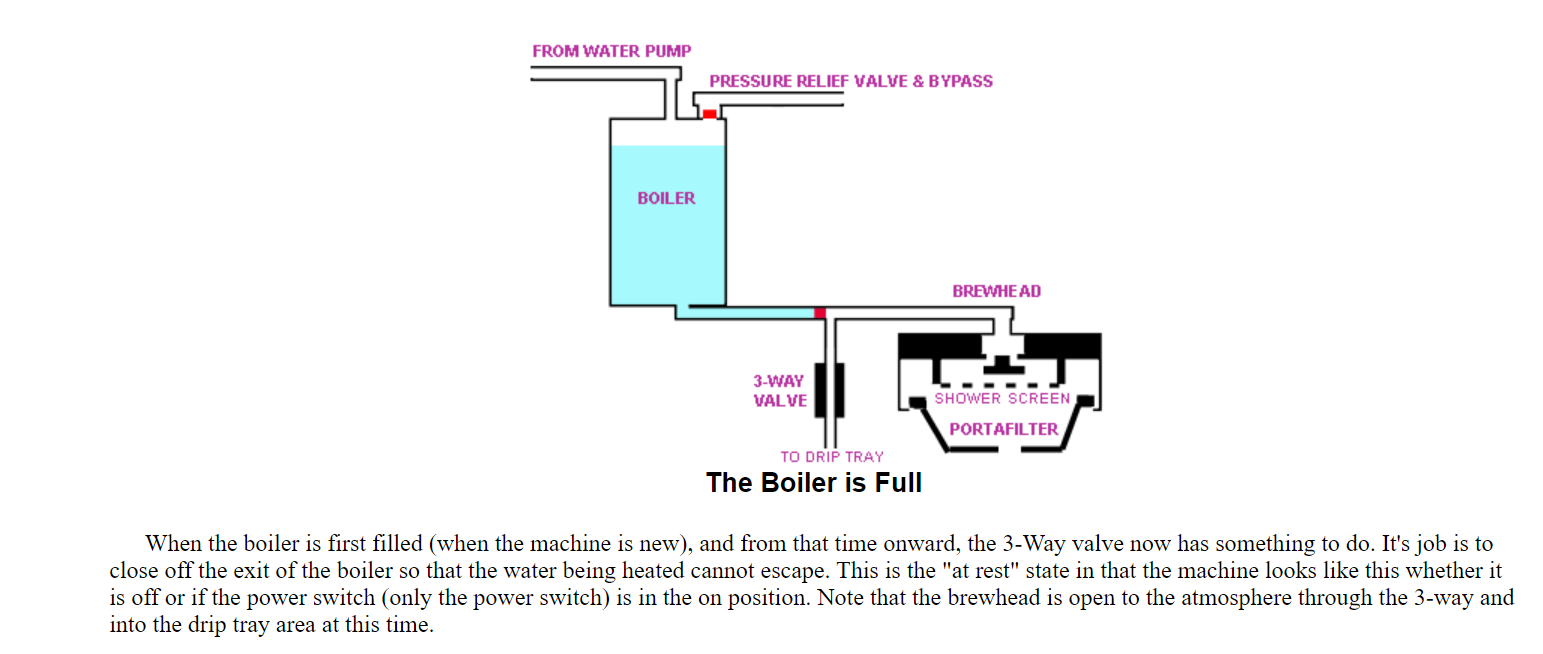 FROM WATER PUMP
PRESSURE RELIEF VALVE & BYPASS
BOILER
BREWHEAD
3-WAY
VALVE
SHOWER SCREEN
PORTAFILTER
TO DRIP TRAY
The Boiler is Full
When the boiler is first filled (when the machine is new), and from that time onward, the 3-Way valve now has something to do. It's job is to
close off the exit of the boiler so that the water being heated cannot escape. This is the "at rest" state in that the machine looks like this whether it
is off or if the power switch (only the power switch) is in the on position. Note that the brewhead is open to the atmosphere through the 3-way and
into the drip tray area at this time.